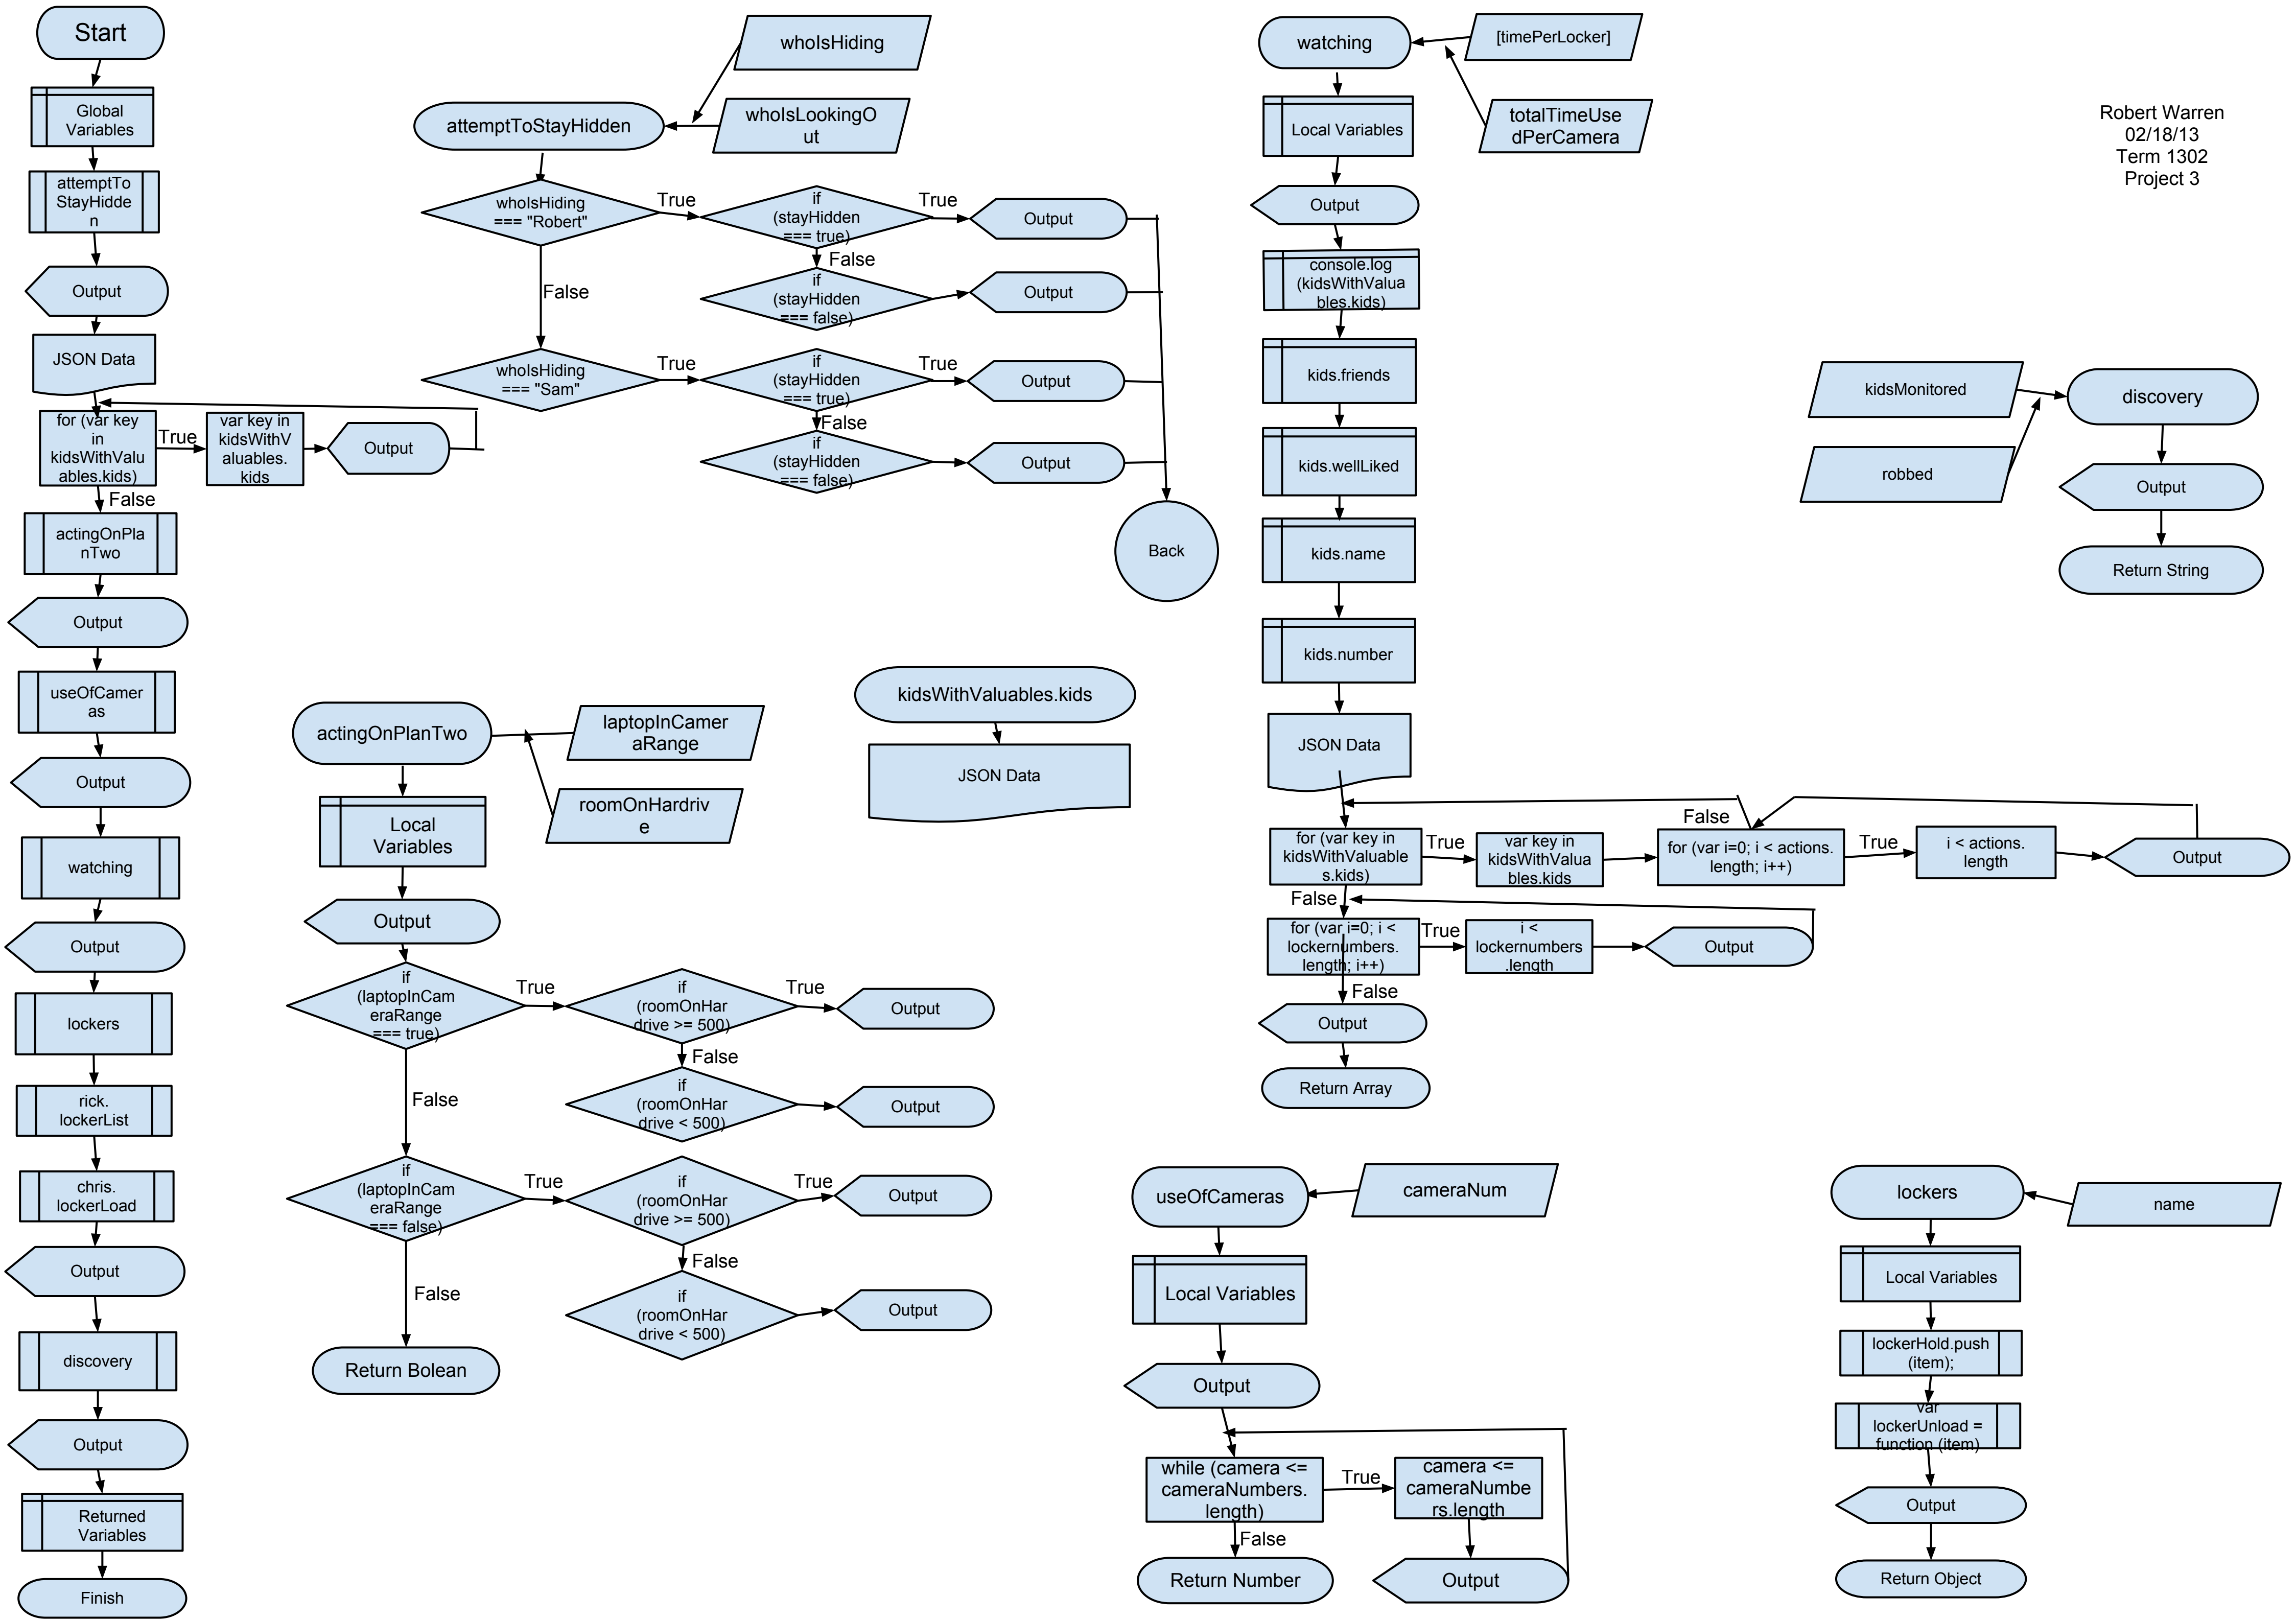 Start
Global
Variables
attemptTo
StayHidde
n
Output
JSON Data
for (var key
in
kidsWithValu
ables.kids)
True
var key in
kidsWithV
aluables.
kids
Output
False
actingOnPla
nTwo
Output
useOfCamer
as
Output
watching
Output
lockers
rick.
lockerList
chris.
lockerLoad
Output
discovery
Output
Returned
Variables
Finish
whoIsHiding
whoIsLookingO
ut
attemptToStayHidden
whoIsHiding
=== "Robert"
True
if
(stayHidden
=== true)
True
Output
False
if
(stayHidden
=== false)
Output
False
whoIsHiding
=== "Sam"
True
if
(stayHidden
=== true)
True
Output
False
if
(stayHidden
=== false)
Output
Back
actingOnPlanTwo
laptopInCamer
aRange
roomOnHardriv
e
Local
Variables
Output
if
(laptopInCam
eraRange
=== true)
True
if
(roomOnHar
drive >= 500)
True
Output
False
if
(roomOnHar
drive < 500)
Output
False
if
(laptopInCam
eraRange
=== false)
True
if
(roomOnHar
drive >= 500)
True
Output
False
if
(roomOnHar
drive < 500)
Output
False
Return Bolean
kidsWithValuables.kids
JSON Data
watching
[timePerLocker]
totalTimeUse
dPerCamera
Local Variables
Output
console.log
(kidsWithValua
bles.kids)
kids.friends
kids.wellLiked
kids.name
kids.number
JSON Data
for (var key in
kidsWithValuable
s.kids)
True
var key in
kidsWithValua
bles.kids
False
for (var i=0; i < actions.
length; i++)
True
i < actions.
length
Output
False
for (var i=0; i <
lockernumbers.
length; i++)
True
i <
lockernumbers
.length
Output
False
Output
Return Array
useOfCameras
cameraNum
Local Variables
Output
while (camera <=
cameraNumbers.
length)
True
camera <=
cameraNumbe
rs.length
Output
False
Return Number
Robert Warren
02/18/13
Term 1302
Project 3
kidsMonitored
robbed
discovery
Output
Return String
lockers
name
Local Variables
lockerHold.push
(item);
var
lockerUnload =
function (item)
Output
Return Object